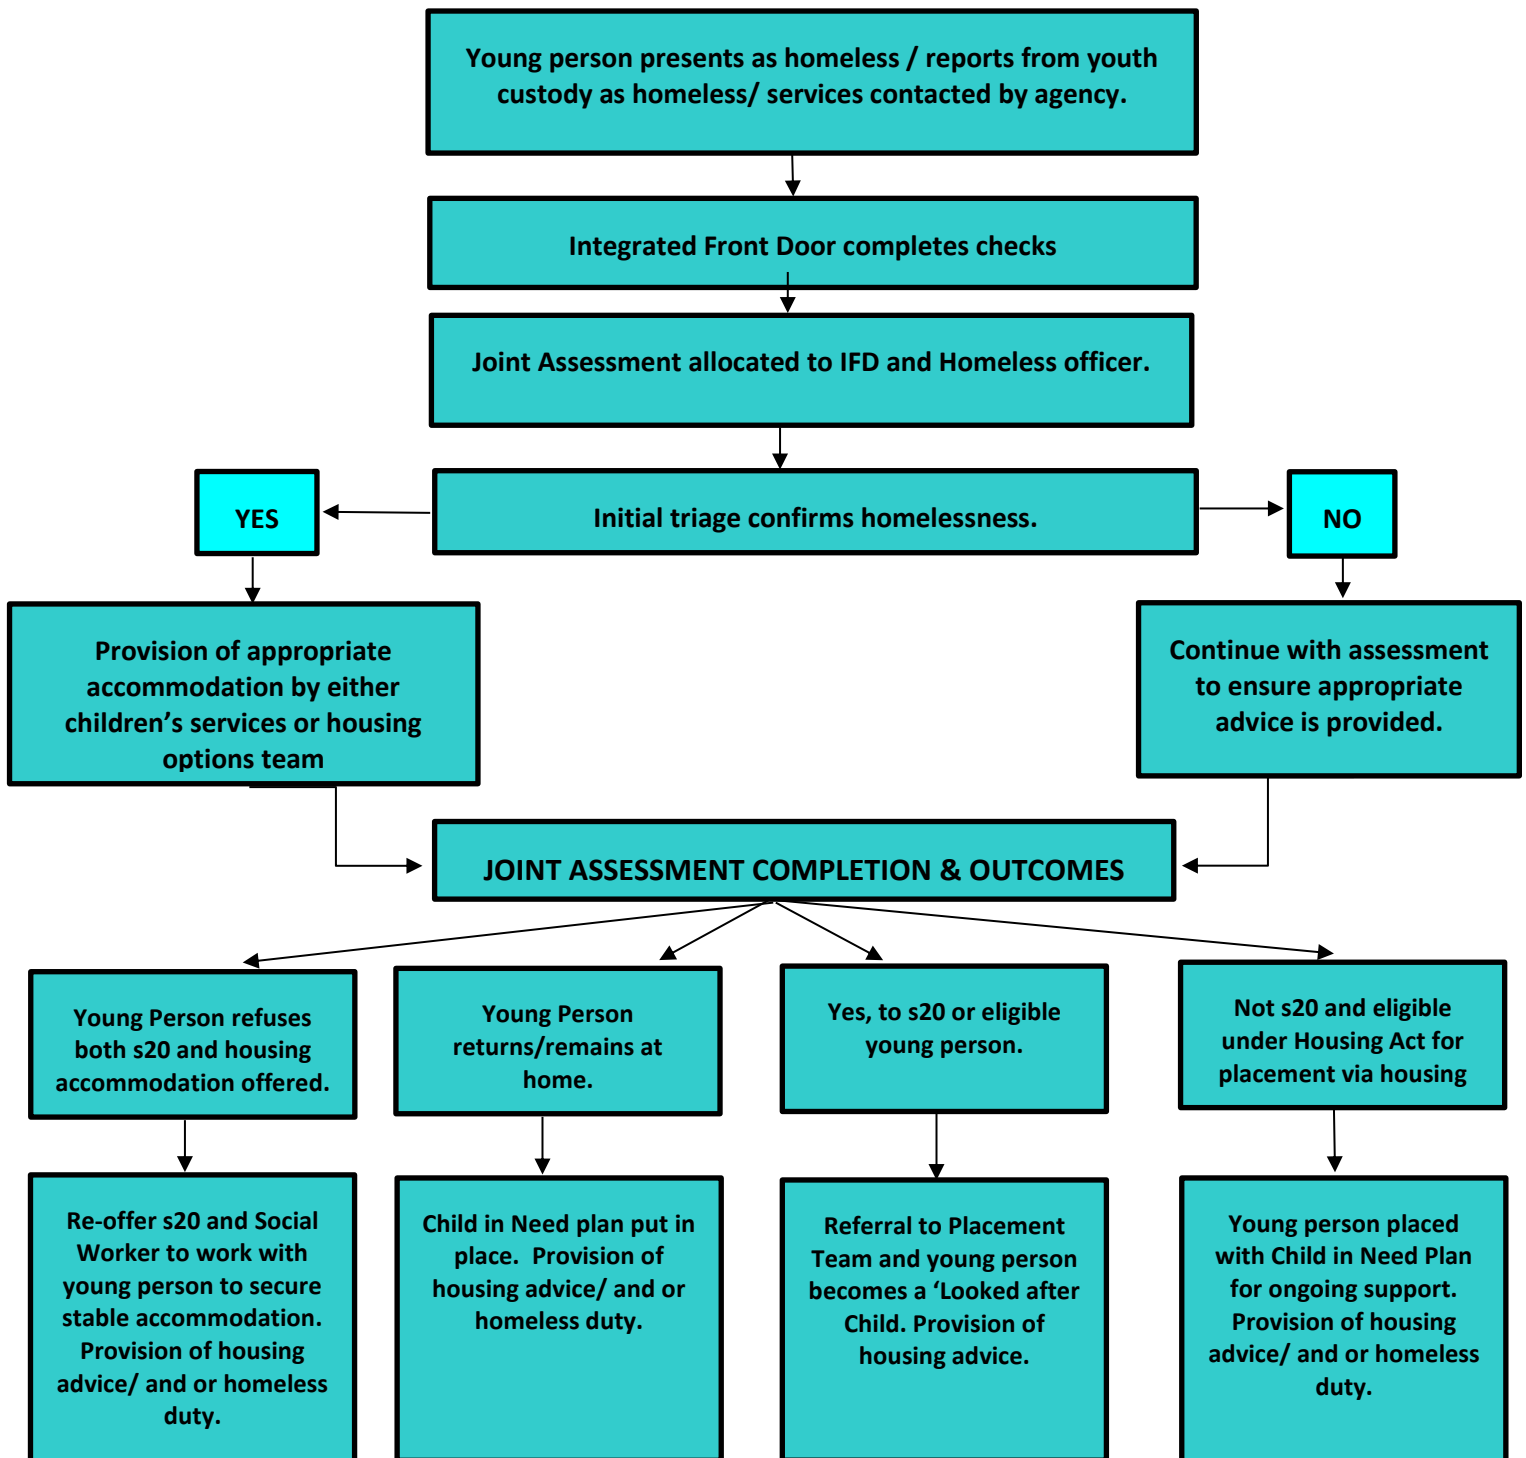 Young person presents as homeless / reports from youth
custody as homeless/ services contacted by agency.
Integrated Front Door completes checks
Joint Assessment allocated to IFD and Homeless officer.
YES
Initial triage confirms homelessness.
NO
Provision of appropriate
accommodation by either
children’s services or housing
options team
Continue with assessment
to ensure appropriate
advice is provided.
JOINT ASSESSMENT COMPLETION & OUTCOMES
Young Person refuses
both s20 and housing
accommodation offered.
Young Person
returns/remains at
home.
Yes, to s20 or eligible
young person.
Not s20 and eligible
under Housing Act for
placement via housing
Re-offer s20 and Social
Worker to work with
young person to secure
stable accommodation.
Provision of housing
advice/ and or homeless
duty.
Child in Need plan put in
place.  Provision of
housing advice/ and or
homeless duty.
Referral to Placement
Team and young person
becomes a ‘Looked after
Child. Provision of
housing advice.
Young person placed
with Child in Need Plan
for ongoing support.
Provision of housing
advice/ and or homeless
duty.